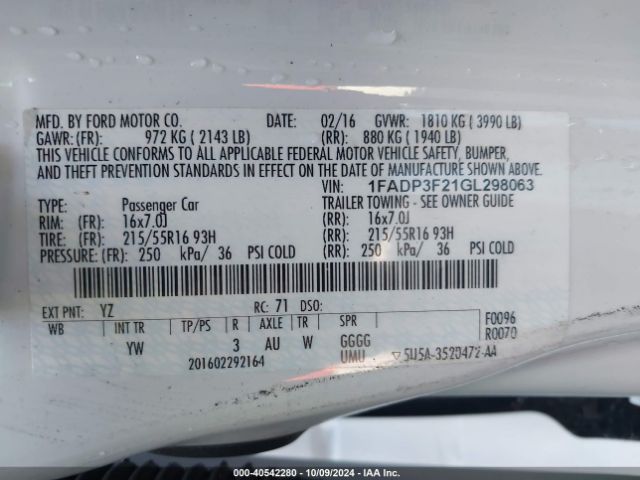 MFD. BY FORD MOTOR CO. DATE: 02/16 GVWR: 1810 KG ( 3990 LB)
GAWR: (FR): 972 KG ( 2143 LB) (RR): 880 KG ( 1940 LB)
THIS VEHICLE CONFORMS TO ALL APPLICABLE FEDERAL MOTOR VEHICLE SAFETY, BUMPER,
AND THEFT PREVENTION STANDARDS IN EFFECT ON THE DATE OF MANUFACTURE SHOWN ABOVE.
VIN: 1FADP3F21GL298063
TYPE: Passenger Car TRAILER TOWING - SEE OWNER GUIDE
RIM: (FR): 16x7.0J (RR): 16x7.0J
TIRE: (FR): 215/55R16 93H (RR): 215/55R16 93H
PRESSURE: (FR): 250 kPa/ 36 PSI COLD (RR): 250 kPa/ 36 PSI COLD
EXT PNT: YZ RC: 71 DSO:
WB INT TR TP/PS R AXLE TR SPR F0096
R0070
YW 3 AU W GGGG
201602292164 UMU ▽5U5A-3520472-AA
000-40542280 - 10/09/2024 - IAA Inc.